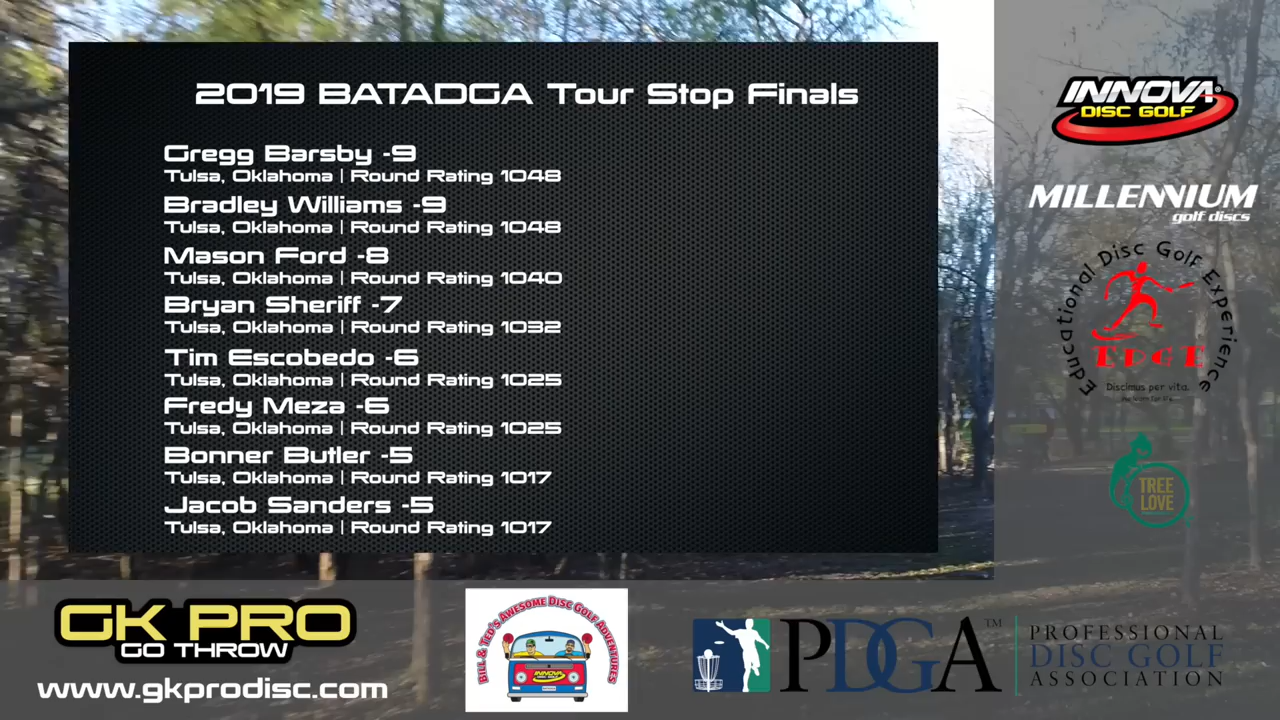 2019 BATADGA Tour Stop Finals
Gregg Barsby -9
Tulsa, Oklahoma | Round Rating 1048
Bradley Williams -9
Tulsa, Oklahoma | Round Rating 1048
Mason Ford -8
Tulsa, Oklahoma | Round Rating 1040
Bryan Sheriff -7
Tulsa, Oklahoma | Round Rating 1032
Tim Escobedo -6
Tulsa, Oklahoma | Round Rating 1025
Fredy Meza -6
Tulsa, Oklahoma | Round Rating 1025
Bonner Butler -5
Tulsa, Oklahoma | Round Rating 1017
Jacob Sanders -5
Tulsa, Oklahoma | Round Rating 1017
INNOVA®
DISC GOLF
MILLENNIUM
golf discs
Educational Disc Golf Experience
EDGE
Discimus per vita.
TREE
LOVE
GK PRO
GO THROW
www.gkprodisc.com
BILL & TED'S AWESOME DISC GOLF ADVENTURES
INNOVA
PDGA™
PROFESSIONAL
DISC GOLF
ASSOCIATION